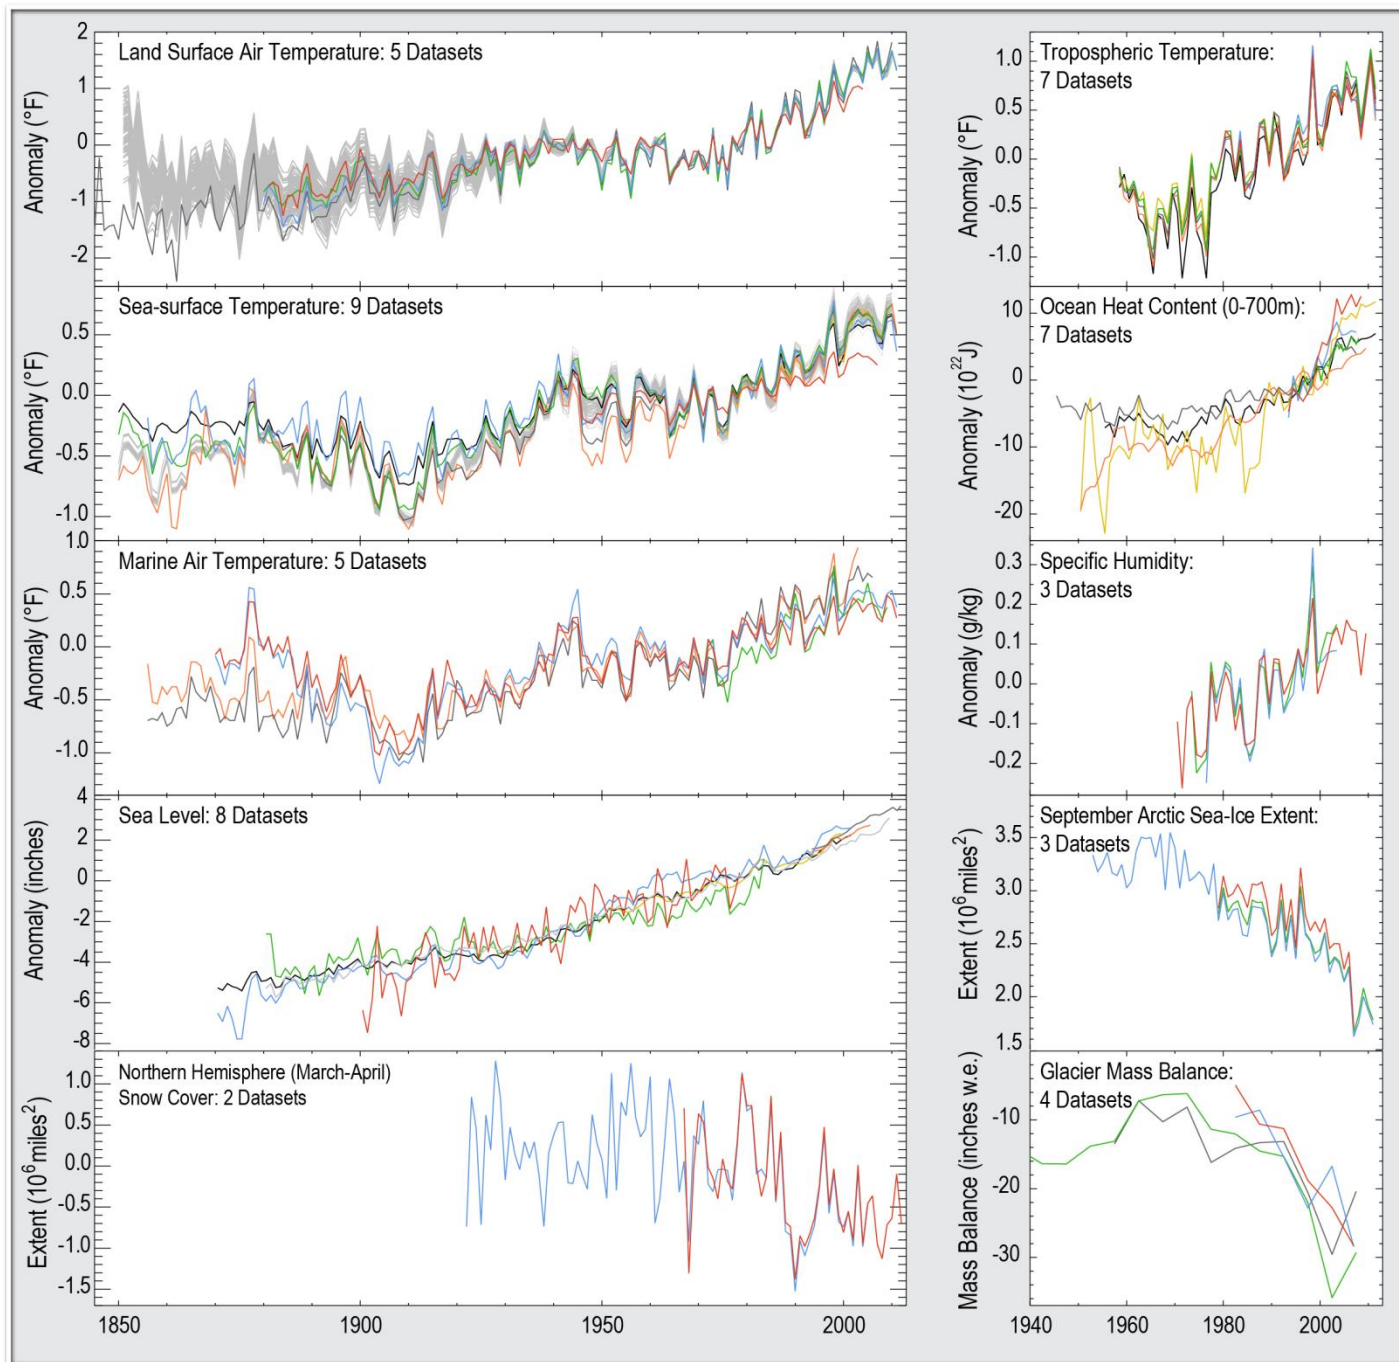 Land Surface Air Temperature: 5 Datasets
Anomaly (°F)
2
1
0
-1
-2
Sea-surface Temperature: 9 Datasets
Anomaly (°F)
0.5
0.0
-0.5
-1.0
Marine Air Temperature: 5 Datasets
Anomaly (°F)
1.0
0.5
0.0
-0.5
-1.0
Sea Level: 8 Datasets
Anomaly (inches)
4
2
0
-2
-4
-6
-8
Northern Hemisphere (March-April)
Snow Cover: 2 Datasets
Extent (10⁶ miles²)
1.0
0.5
0.0
-0.5
-1.0
-1.5
1850
1900
1950
2000
Tropospheric Temperature:
7 Datasets
Anomaly (°F)
1.0
0.5
0.0
-0.5
-1.0
Ocean Heat Content (0-700m):
7 Datasets
Anomaly (10²² J)
10
0
-10
-20
Specific Humidity:
3 Datasets
Anomaly (g/kg)
0.3
0.2
0.1
0.0
-0.1
-0.2
September Arctic Sea-Ice Extent:
3 Datasets
Extent (10⁶ miles²)
3.5
3.0
2.5
2.0
1.5
Glacier Mass Balance:
4 Datasets
Mass Balance (inches w.e.)
-10
-20
-30
1940
1960
1980
2000